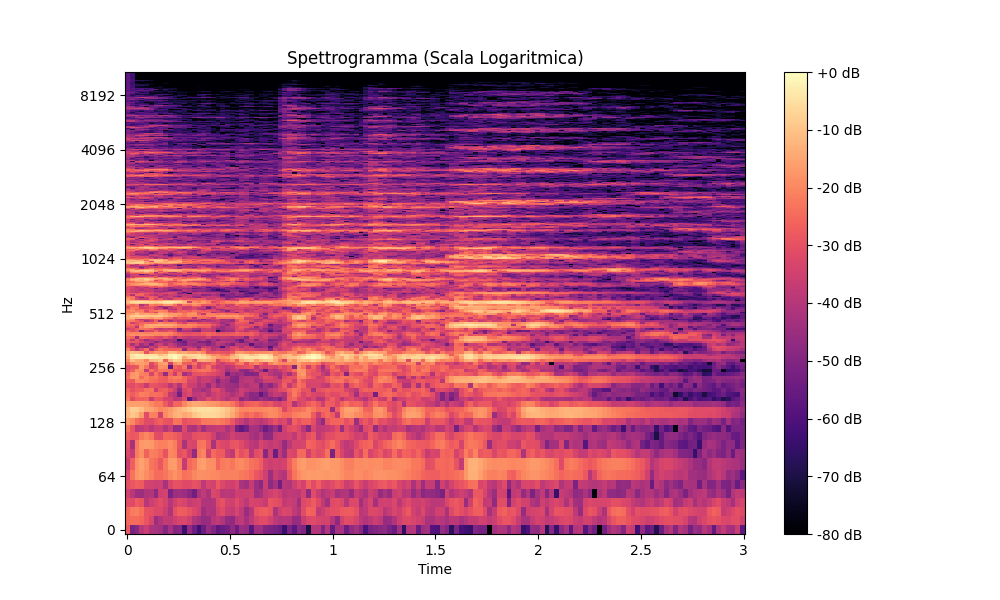 Spettrogramma (Scala Logaritmica)
+0 dB
8192
-10 dB
4096
-20 dB
2048
-30 dB
1024
-40 dB
Hz
512
-50 dB
256
-60 dB
128
-70 dB
64
0
-80 dB
0 0.5 1 1.5 2 2.5 3
Time